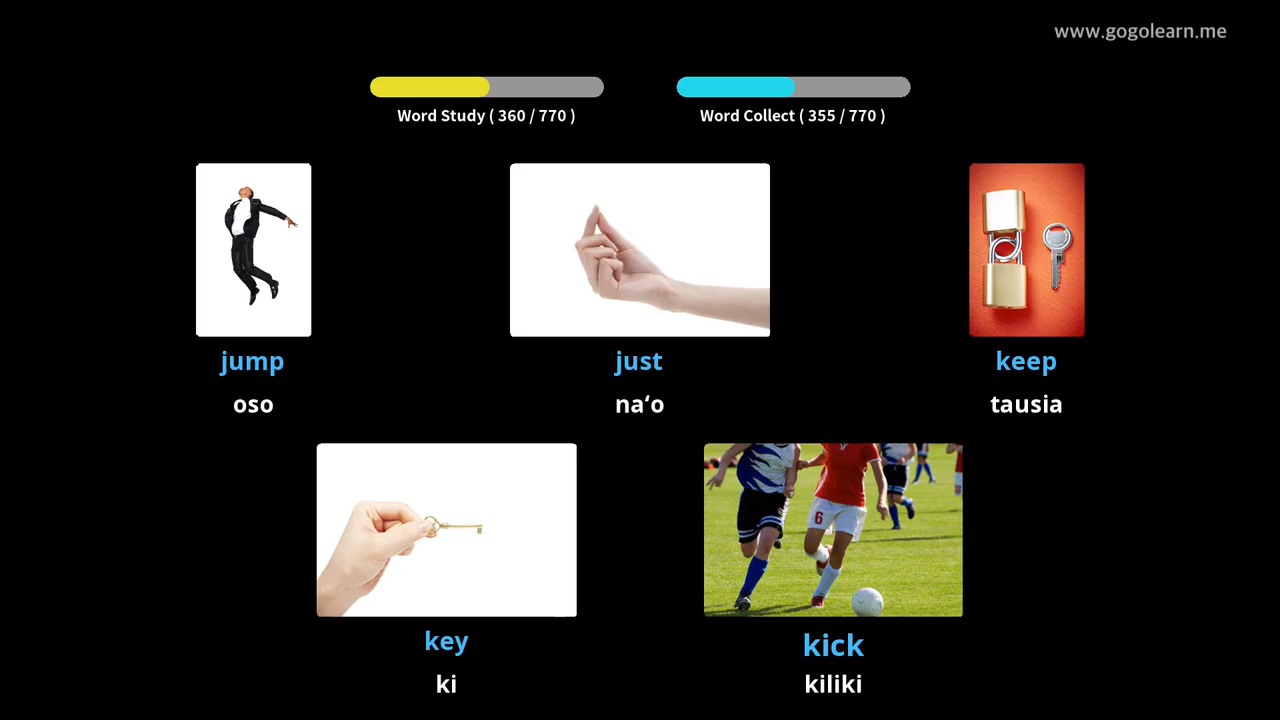 www.gogolearn.me
Word Study ( 360 / 770 )
Word Collect ( 355 / 770 )
jump
just
keep
oso
naʻo
tausia
6
key
kick
ki
kiliki